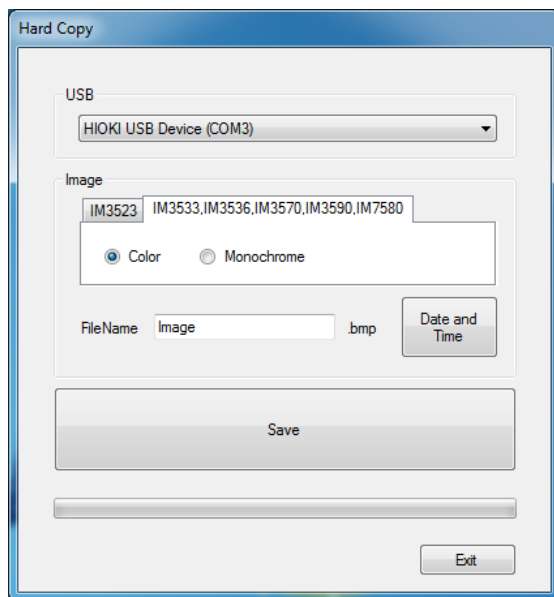 Hard Copy
USB
HIOKI USB Device (COM3)
Image
IM3523
IM3533,IM3536,IM3570,IM3590,IM7580
Color
Monochrome
FileName
Image
.bmp
Date and
Time
Save
Exit